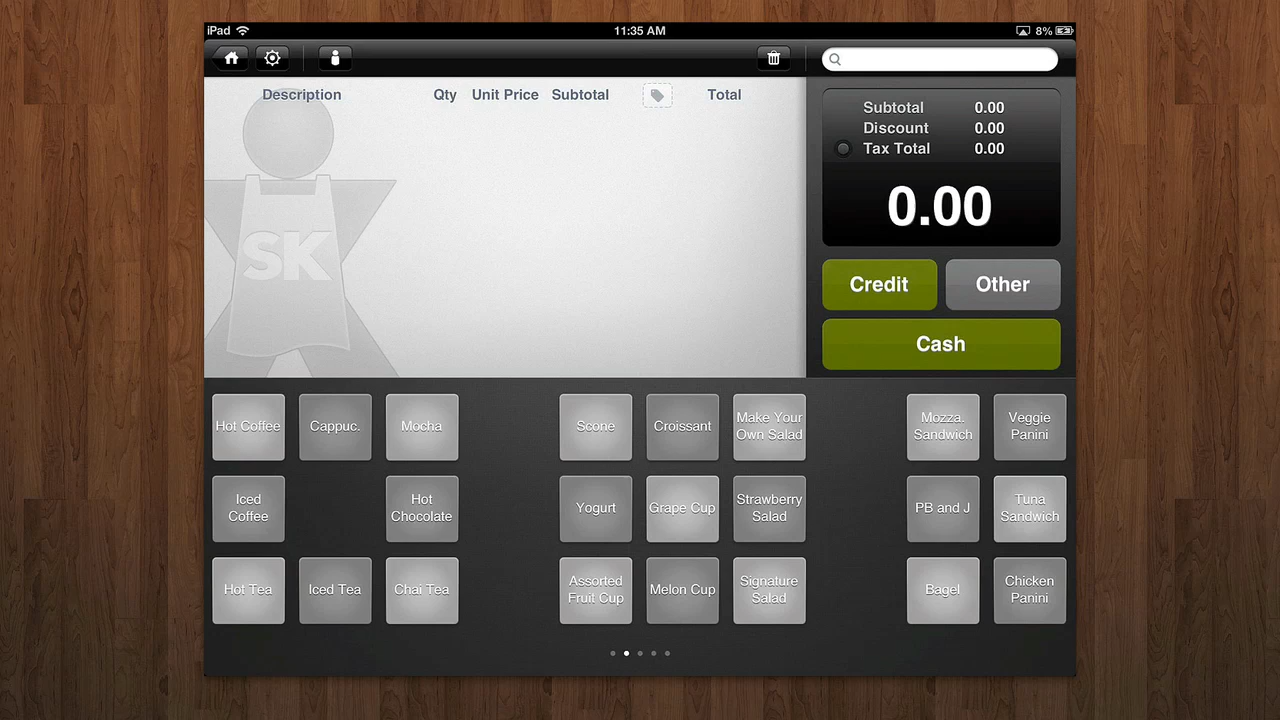 iPad 11:35 AM 8%
Description Qty Unit Price Subtotal Total
SK
Subtotal 0.00
Discount 0.00
Tax Total 0.00
0.00
Credit Other
Cash
Hot Coffee
Cappuc.
Mocha
Scone
Croissant
Make Your
Own Salad
Mozza.
Sandwich
Veggie
Panini
Iced
Coffee
Hot
Chocolate
Yogurt
Grape Cup
Strawberry
Salad
PB and J
Tuna
Sandwich
Hot Tea
Iced Tea
Chai Tea
Assorted
Fruit Cup
Melon Cup
Signature
Salad
Bagel
Chicken
Panini